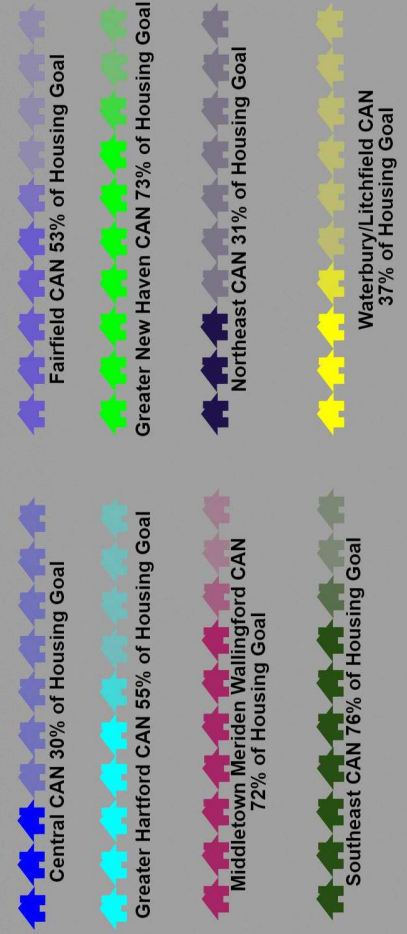 Central CAN 30% of Housing Goal
Fairfield CAN 53% of Housing Goal
Greater Hartford CAN 55% of Housing Goal
Greater New Haven CAN 73% of Housing Goal
Middletown Meriden Wallingford CAN
72% of Housing Goal
Northeast CAN 31% of Housing Goal
Southeast CAN 76% of Housing Goal
Waterbury/Litchfield CAN
37% of Housing Goal